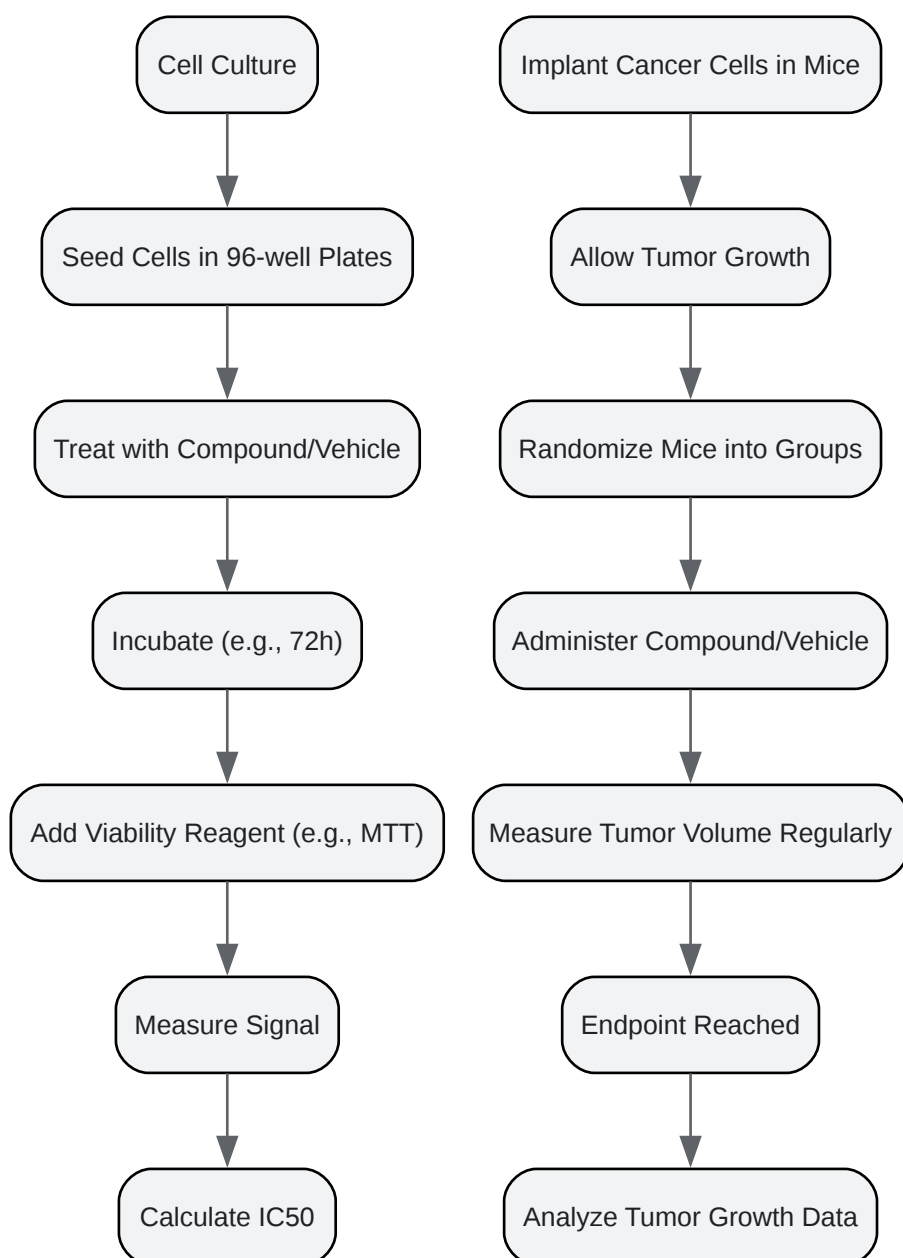 Cell Culture
Seed Cells in 96-well Plates
Treat with Compound/Vehicle
Incubate (e.g., 72h)
Add Viability Reagent (e.g., MTT)
Measure Signal
Calculate IC50
Implant Cancer Cells in Mice
Allow Tumor Growth
Randomize Mice into Groups
Administer Compound/Vehicle
Measure Tumor Volume Regularly
Endpoint Reached
Analyze Tumor Growth Data